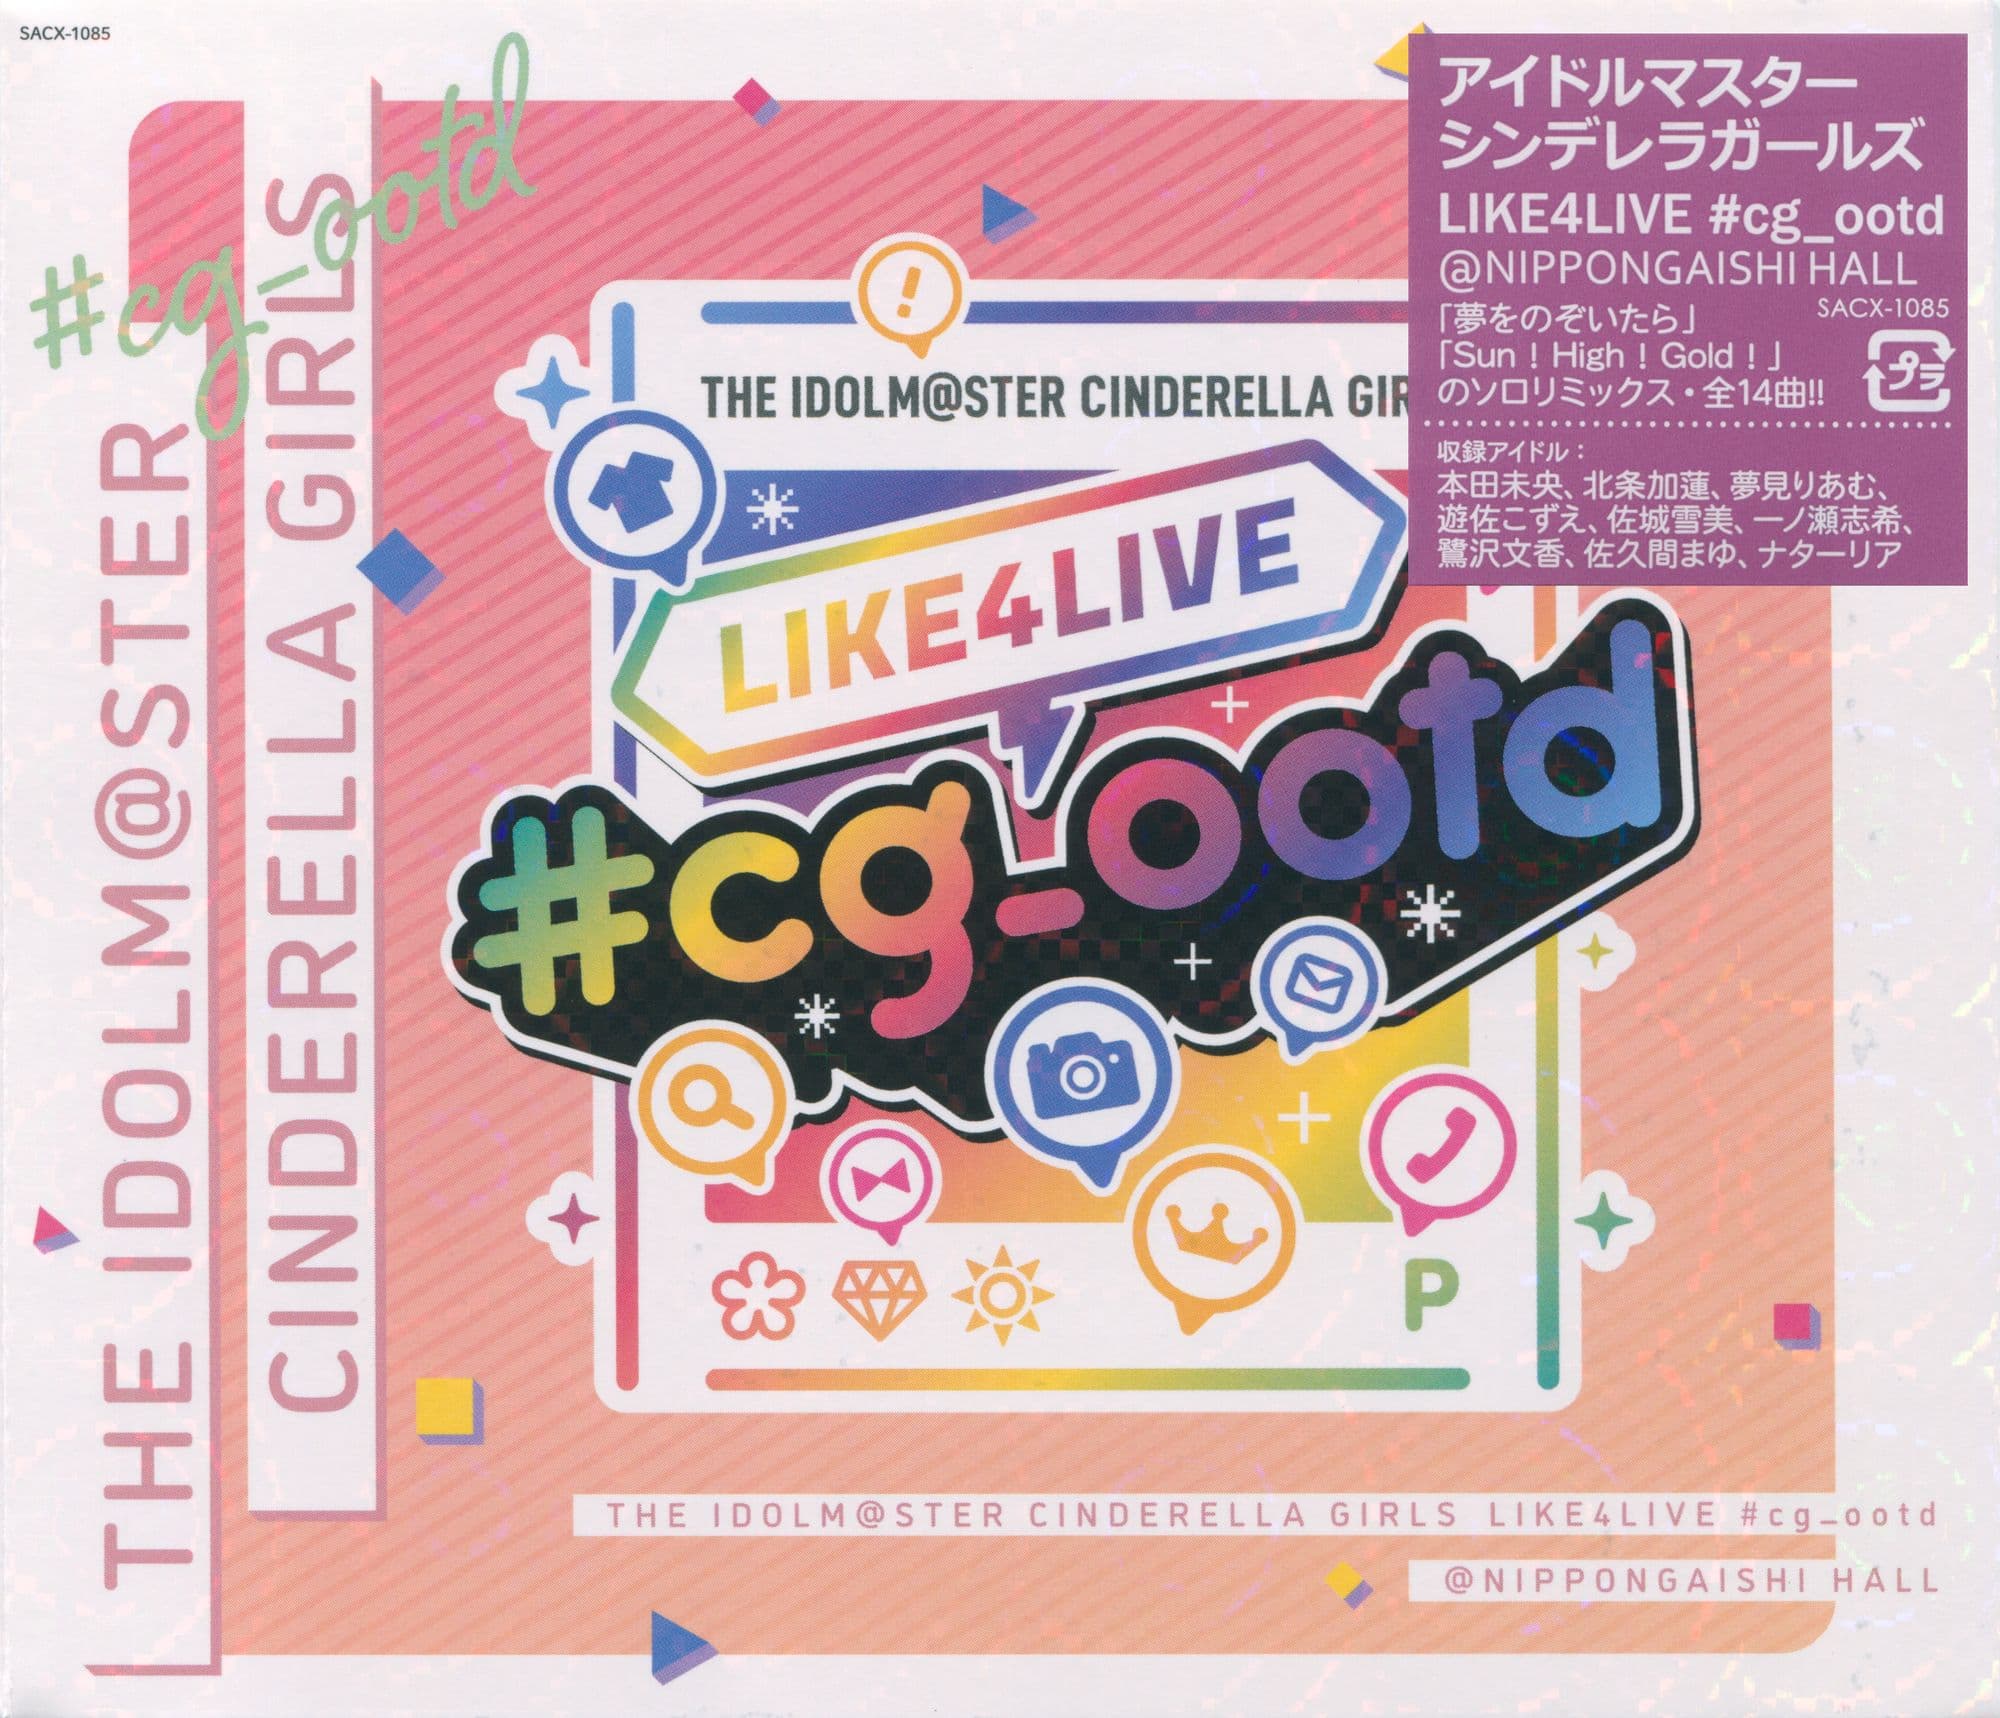 SACX-1085
#cg_ootd
THE IDOLM@STER
CINDERELLA GIRLS
THE IDOLM@STER CINDERELLA GIR
LIKE4LIVE
#cg_ootd
P
THE IDOLM@STER CINDERELLA GIRLS LIKE4LIVE #cg_ootd
@NIPPONGAISHI HALL
アイドルマスター
シンデレラガールズ
LIKE4LIVE #cg_ootd
@NIPPONGAISHI HALL
SACX-1085
「夢をのぞいたら」
「Sun！High！Gold！」
のソロリミックス・全14曲!!
プラ
収録アイドル：
本田未央、北条加蓮、夢見りあむ、
遊佐こずえ、佐城雪美、一ノ瀬志希、
鷺沢文香、佐久間まゆ、ナターリア